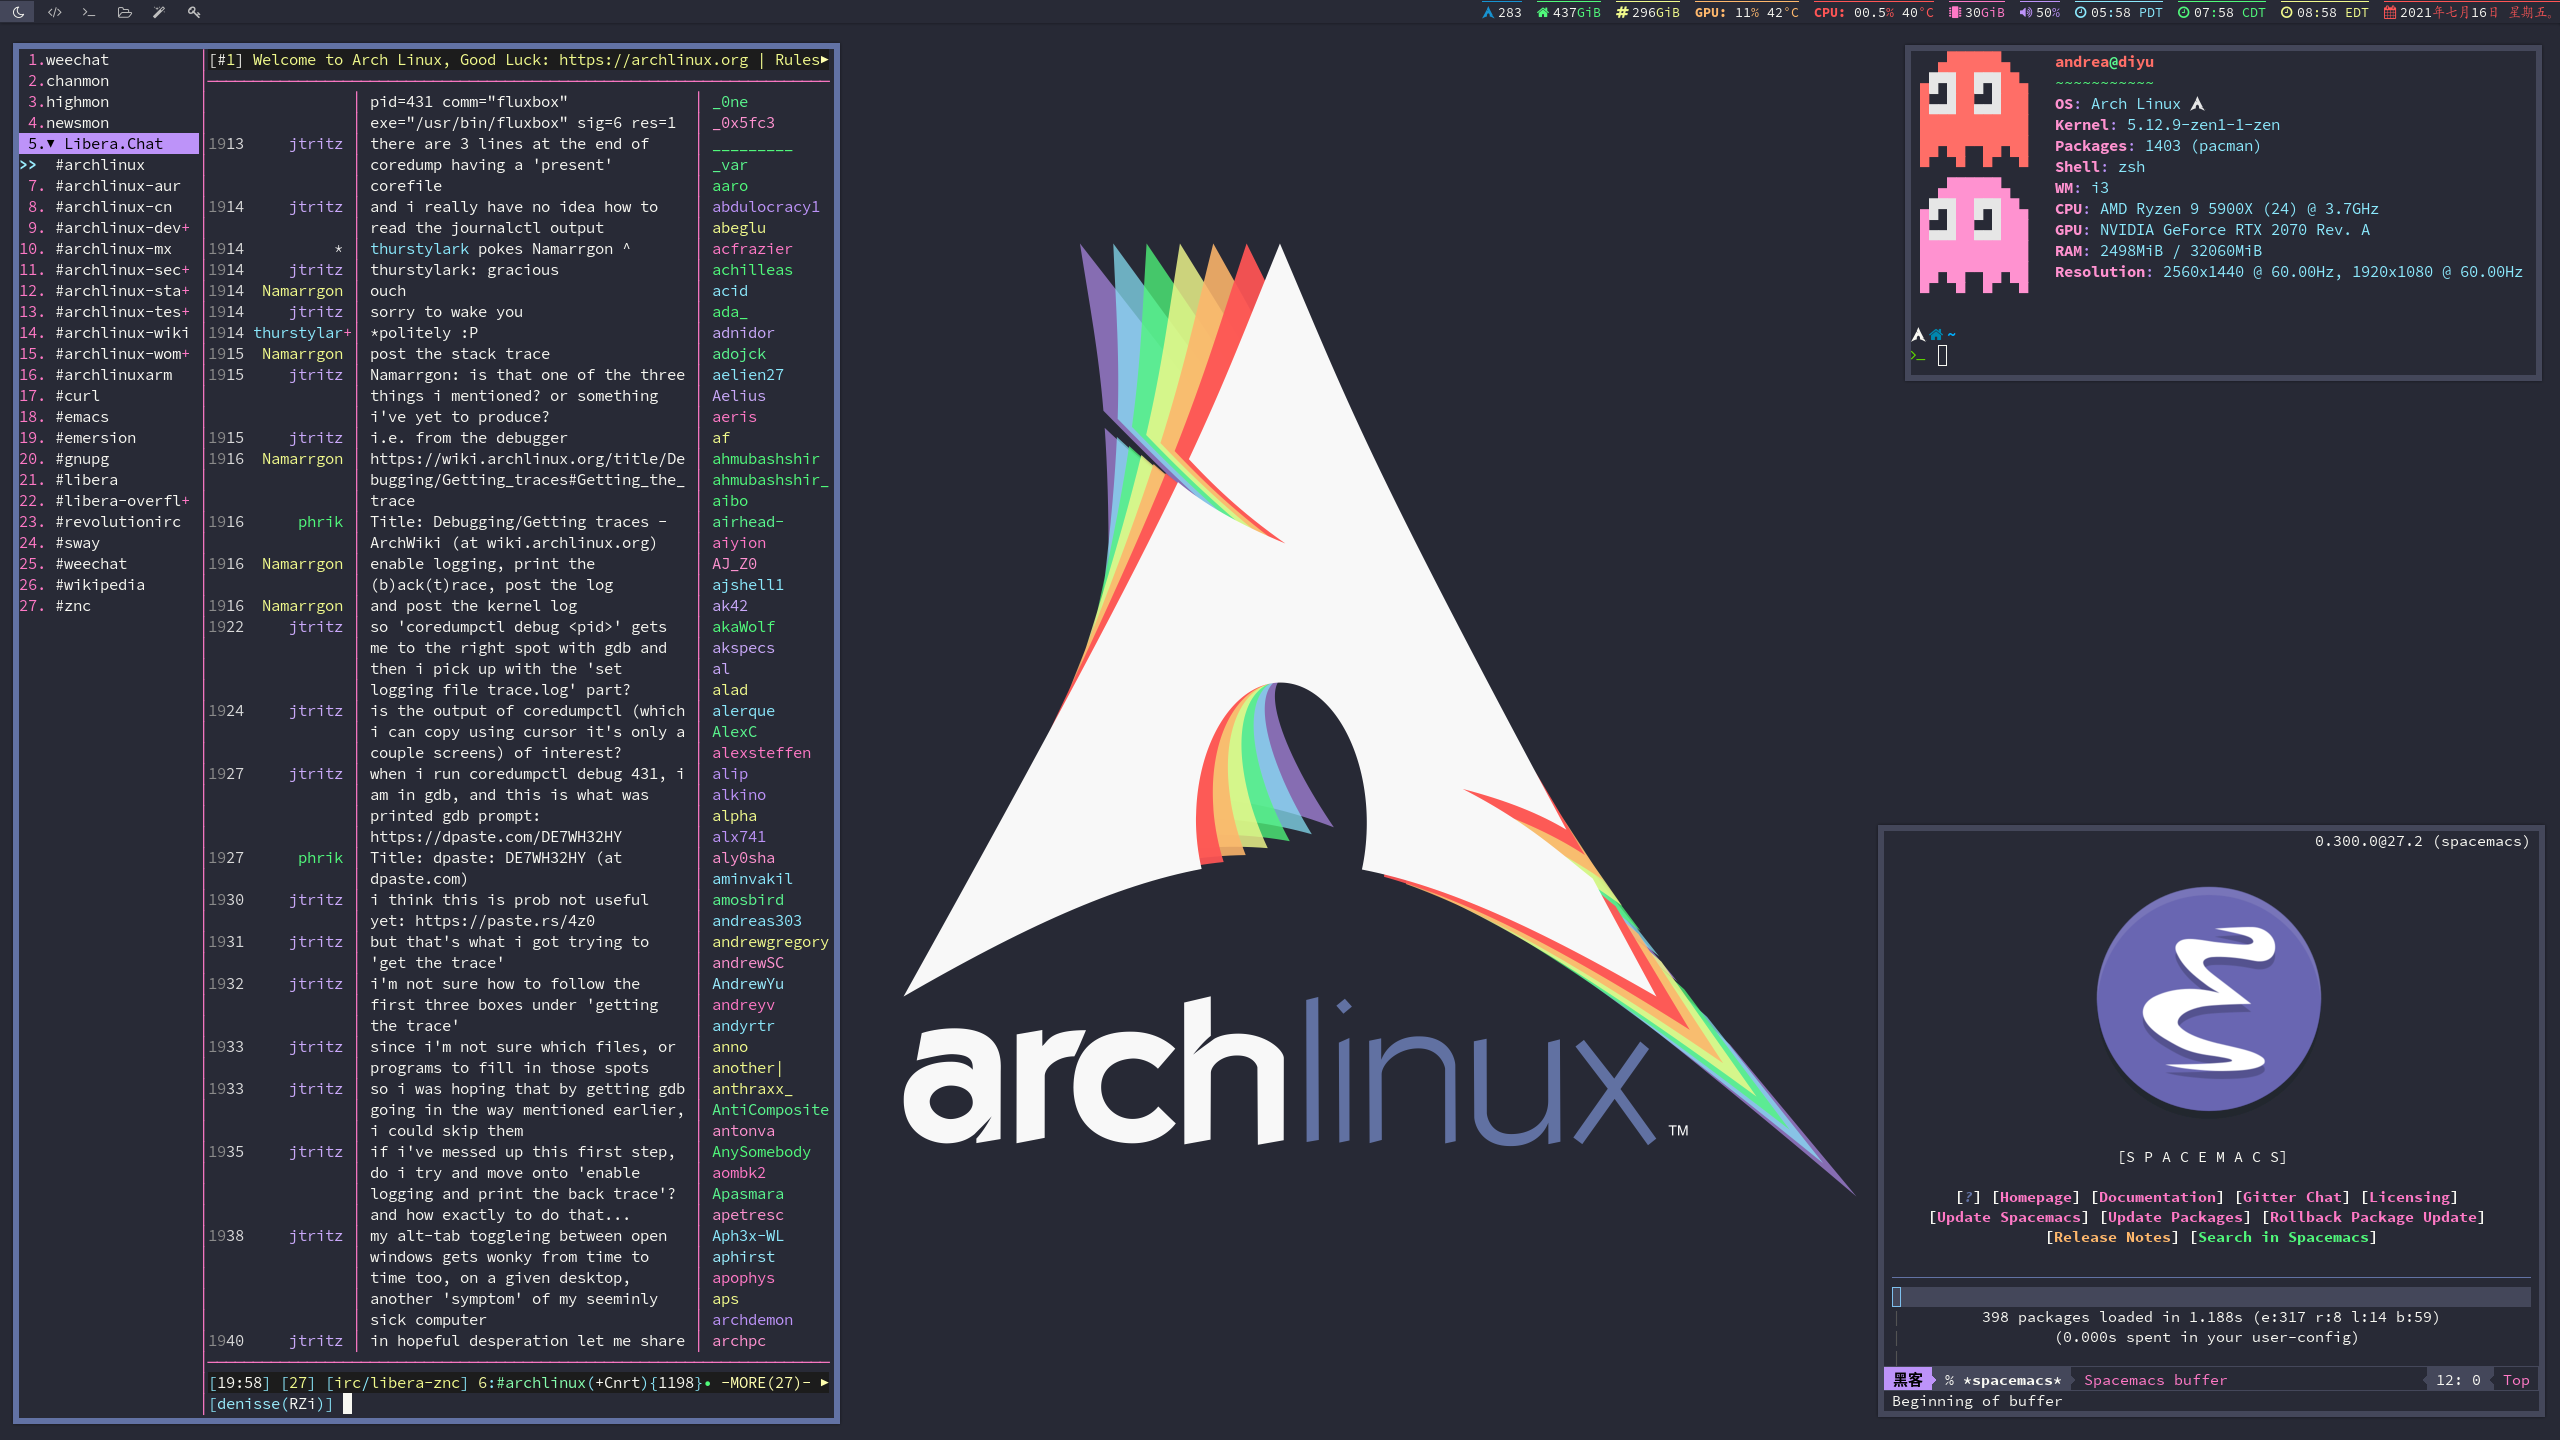 283 437GiB 296GiB GPU: 11% 42°C CPU: 00.5% 40°C 30GiB 50% 05:58 PDT 07:58 CDT 08:58 EDT 2021年七月16日 星期五。
1.weechat
2.chanmon
3.highmon
4.newsmon
5.▼ Libera.Chat
>> #archlinux
7. #archlinux-aur
8. #archlinux-cn
9. #archlinux-dev+
10. #archlinux-mx
11. #archlinux-sec+
12. #archlinux-sta+
13. #archlinux-tes+
14. #archlinux-wiki
15. #archlinux-wom+
16. #archlinuxarm
17. #curl
18. #emacs
19. #emersion
20. #gnupg
21. #libera
22. #libera-overfl+
23. #revolutionirc
24. #sway
25. #weechat
26. #wikipedia
27. #znc
[#1] Welcome to Arch Linux, Good Luck: https://archlinux.org | Rules▶
pid=431 comm="fluxbox"
exe="/usr/bin/fluxbox" sig=6 res=1
1913 jtritz there are 3 lines at the end of
coredump having a 'present'
corefile
1914 jtritz and i really have no idea how to
read the journalctl output
1914 * thurstylark pokes Namarrgon ^
1914 jtritz thurstylark: gracious
1914 Namarrgon ouch
1914 jtritz sorry to wake you
1914 thurstylar+ *politely :P
1915 Namarrgon post the stack trace
1915 jtritz Namarrgon: is that one of the three
things i mentioned? or something
i've yet to produce?
1915 jtritz i.e. from the debugger
1916 Namarrgon https://wiki.archlinux.org/title/De
bugging/Getting_traces#Getting_the_
trace
1916 phrik Title: Debugging/Getting traces -
ArchWiki (at wiki.archlinux.org)
1916 Namarrgon enable logging, print the
(b)ack(t)race, post the log
1916 Namarrgon and post the kernel log
1922 jtritz so 'coredumpctl debug <pid>' gets
me to the right spot with gdb and
then i pick up with the 'set
logging file trace.log' part?
1924 jtritz is the output of coredumpctl (which
i can copy using cursor it's only a
couple screens) of interest?
1927 jtritz when i run coredumpctl debug 431, i
am in gdb, and this is what was
printed gdb prompt:
https://dpaste.com/DE7WH32HY
1927 phrik Title: dpaste: DE7WH32HY (at
dpaste.com)
1930 jtritz i think this is prob not useful
yet: https://paste.rs/4z0
1931 jtritz but that's what i got trying to
'get the trace'
1932 jtritz i'm not sure how to follow the
first three boxes under 'getting
the trace'
1933 jtritz since i'm not sure which files, or
programs to fill in those spots
1933 jtritz so i was hoping that by getting gdb
going in the way mentioned earlier,
i could skip them
1935 jtritz if i've messed up this first step,
do i try and move onto 'enable
logging and print the back trace'?
and how exactly to do that...
1938 jtritz my alt-tab toggleing between open
windows gets wonky from time to
time too, on a given desktop,
another 'symptom' of my seeminly
sick computer
1940 jtritz in hopeful desperation let me share
_0ne
_0x5fc3
_________
_var
aaro
abdulocracy1
abeglu
acfrazier
achilleas
acid
ada_
adnidor
adojck
aelien27
Aelius
aeris
af
ahmubashshir
ahmubashshir_
aibo
airhead-
aiyion
AJ_Z0
ajshell1
ak42
akaWolf
akspecs
al
alad
alerque
AlexC
alexsteffen
alip
alkino
alpha
alx741
aly0sha
aminvakil
amosbird
andreas303
andrewgregory
andrewSC
AndrewYu
andreyv
andyrtr
anno
another|
anthraxx_
AntiComposite
antonva
AnySomebody
aombk2
Apasmara
apetresc
Aph3x-WL
aphirst
apophys
aps
archdemon
archpc
[19:58] [27] [irc/libera-znc] 6:#archlinux(+Cnrt){1198}• -MORE(27)- ▶
[denisse(RZi)]
archlinux™
andrea@diyu
~~~~~~~~~~~
OS: Arch Linux
Kernel: 5.12.9-zen1-1-zen
Packages: 1403 (pacman)
Shell: zsh
WM: i3
CPU: AMD Ryzen 9 5900X (24) @ 3.7GHz
GPU: NVIDIA GeForce RTX 2070 Rev. A
RAM: 2498MiB / 32060MiB
Resolution: 2560x1440 @ 60.00Hz, 1920x1080 @ 60.00Hz
~
>_
0.300.0@27.2 (spacemacs)
[S P A C E M A C S]
[?] [Homepage] [Documentation] [Gitter Chat] [Licensing]
[Update Spacemacs] [Update Packages] [Rollback Package Update]
[Release Notes] [Search in Spacemacs]
398 packages loaded in 1.188s (e:317 r:8 l:14 b:59)
(0.000s spent in your user-config)
黑客 % *spacemacs* Spacemacs buffer 12: 0 Top
Beginning of buffer